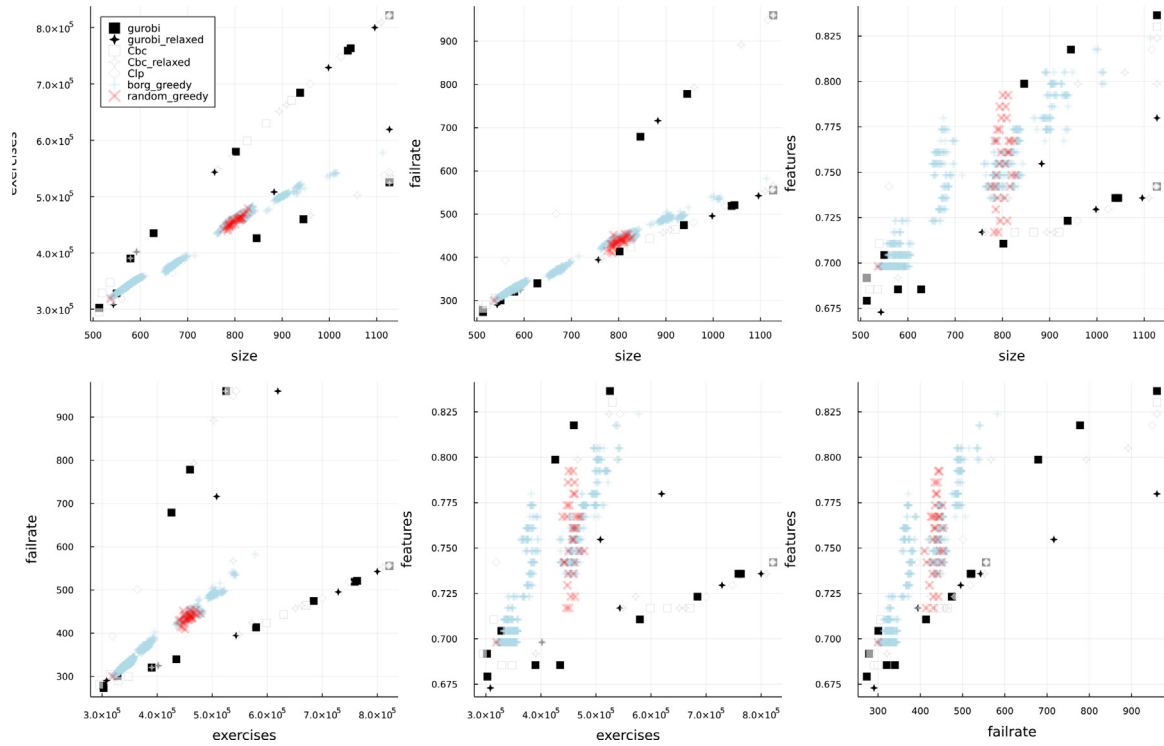 8.0×10⁵
7.0×10⁵
6.0×10⁵
5.0×10⁵
4.0×10⁵
3.0×10⁵
exercises
gurobi
gurobi_relaxed
Cbc
Cbc_relaxed
Clp
borg_greedy
random_greedy
500 600 700 800 900 1000 1100
size
900
800
700
600
500
400
300
failrate
500 600 700 800 900 1000 1100
size
0.825
0.800
0.775
0.750
0.725
0.700
0.675
features
500 600 700 800 900 1000 1100
size
900
800
700
600
500
400
300
failrate
3.0×10⁵ 4.0×10⁵ 5.0×10⁵ 6.0×10⁵ 7.0×10⁵ 8.0×10⁵
exercises
0.825
0.800
0.775
0.750
0.725
0.700
0.675
features
3.0×10⁵ 4.0×10⁵ 5.0×10⁵ 6.0×10⁵ 7.0×10⁵ 8.0×10⁵
exercises
0.825
0.800
0.775
0.750
0.725
0.700
0.675
features
300 400 500 600 700 800 900
failrate